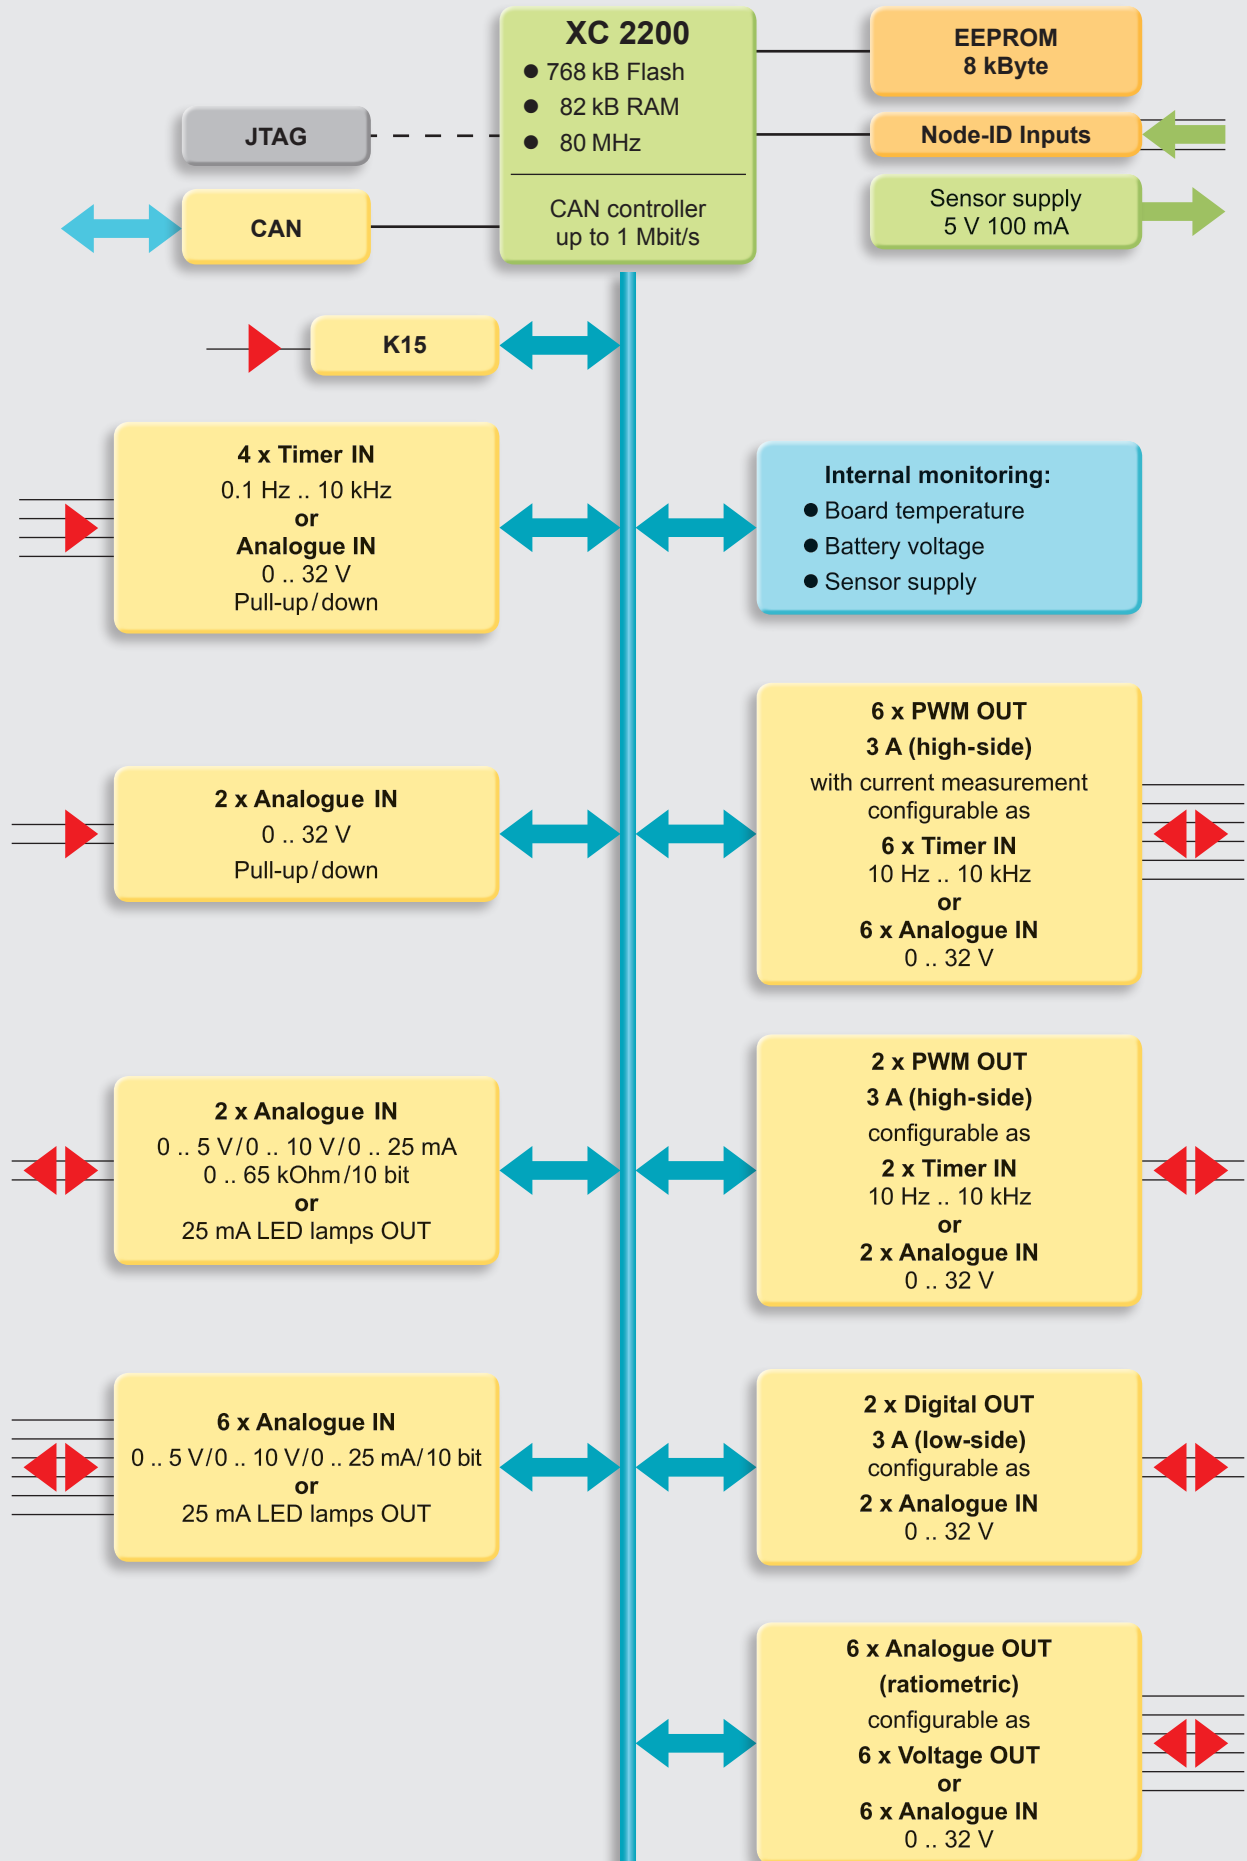 XC 2200
● 768 kB Flash
● 82 kB RAM
● 80 MHz
CAN controller
up to 1 Mbit/s
EEPROM
8 kByte
JTAG
Node-ID Inputs
CAN
Sensor supply
5 V 100 mA
K15
4 x Timer IN
0.1 Hz .. 10 kHz
or
Analogue IN
0 .. 32 V
Pull-up/down
Internal monitoring:
● Board temperature
● Battery voltage
● Sensor supply
2 x Analogue IN
0 .. 32 V
Pull-up/down
6 x PWM OUT
3 A (high-side)
with current measurement
configurable as
6 x Timer IN
10 Hz .. 10 kHz
or
6 x Analogue IN
0 .. 32 V
2 x Analogue IN
0 .. 5 V/0 .. 10 V/0 .. 25 mA
0 .. 65 kOhm/10 bit
or
25 mA LED lamps OUT
2 x PWM OUT
3 A (high-side)
configurable as
2 x Timer IN
10 Hz .. 10 kHz
or
2 x Analogue IN
0 .. 32 V
6 x Analogue IN
0 .. 5 V/0 .. 10 V/0 .. 25 mA/10 bit
or
25 mA LED lamps OUT
2 x Digital OUT
3 A (low-side)
configurable as
2 x Analogue IN
0 .. 32 V
6 x Analogue OUT
(ratiometric)
configurable as
6 x Voltage OUT
or
6 x Analogue IN
0 .. 32 V